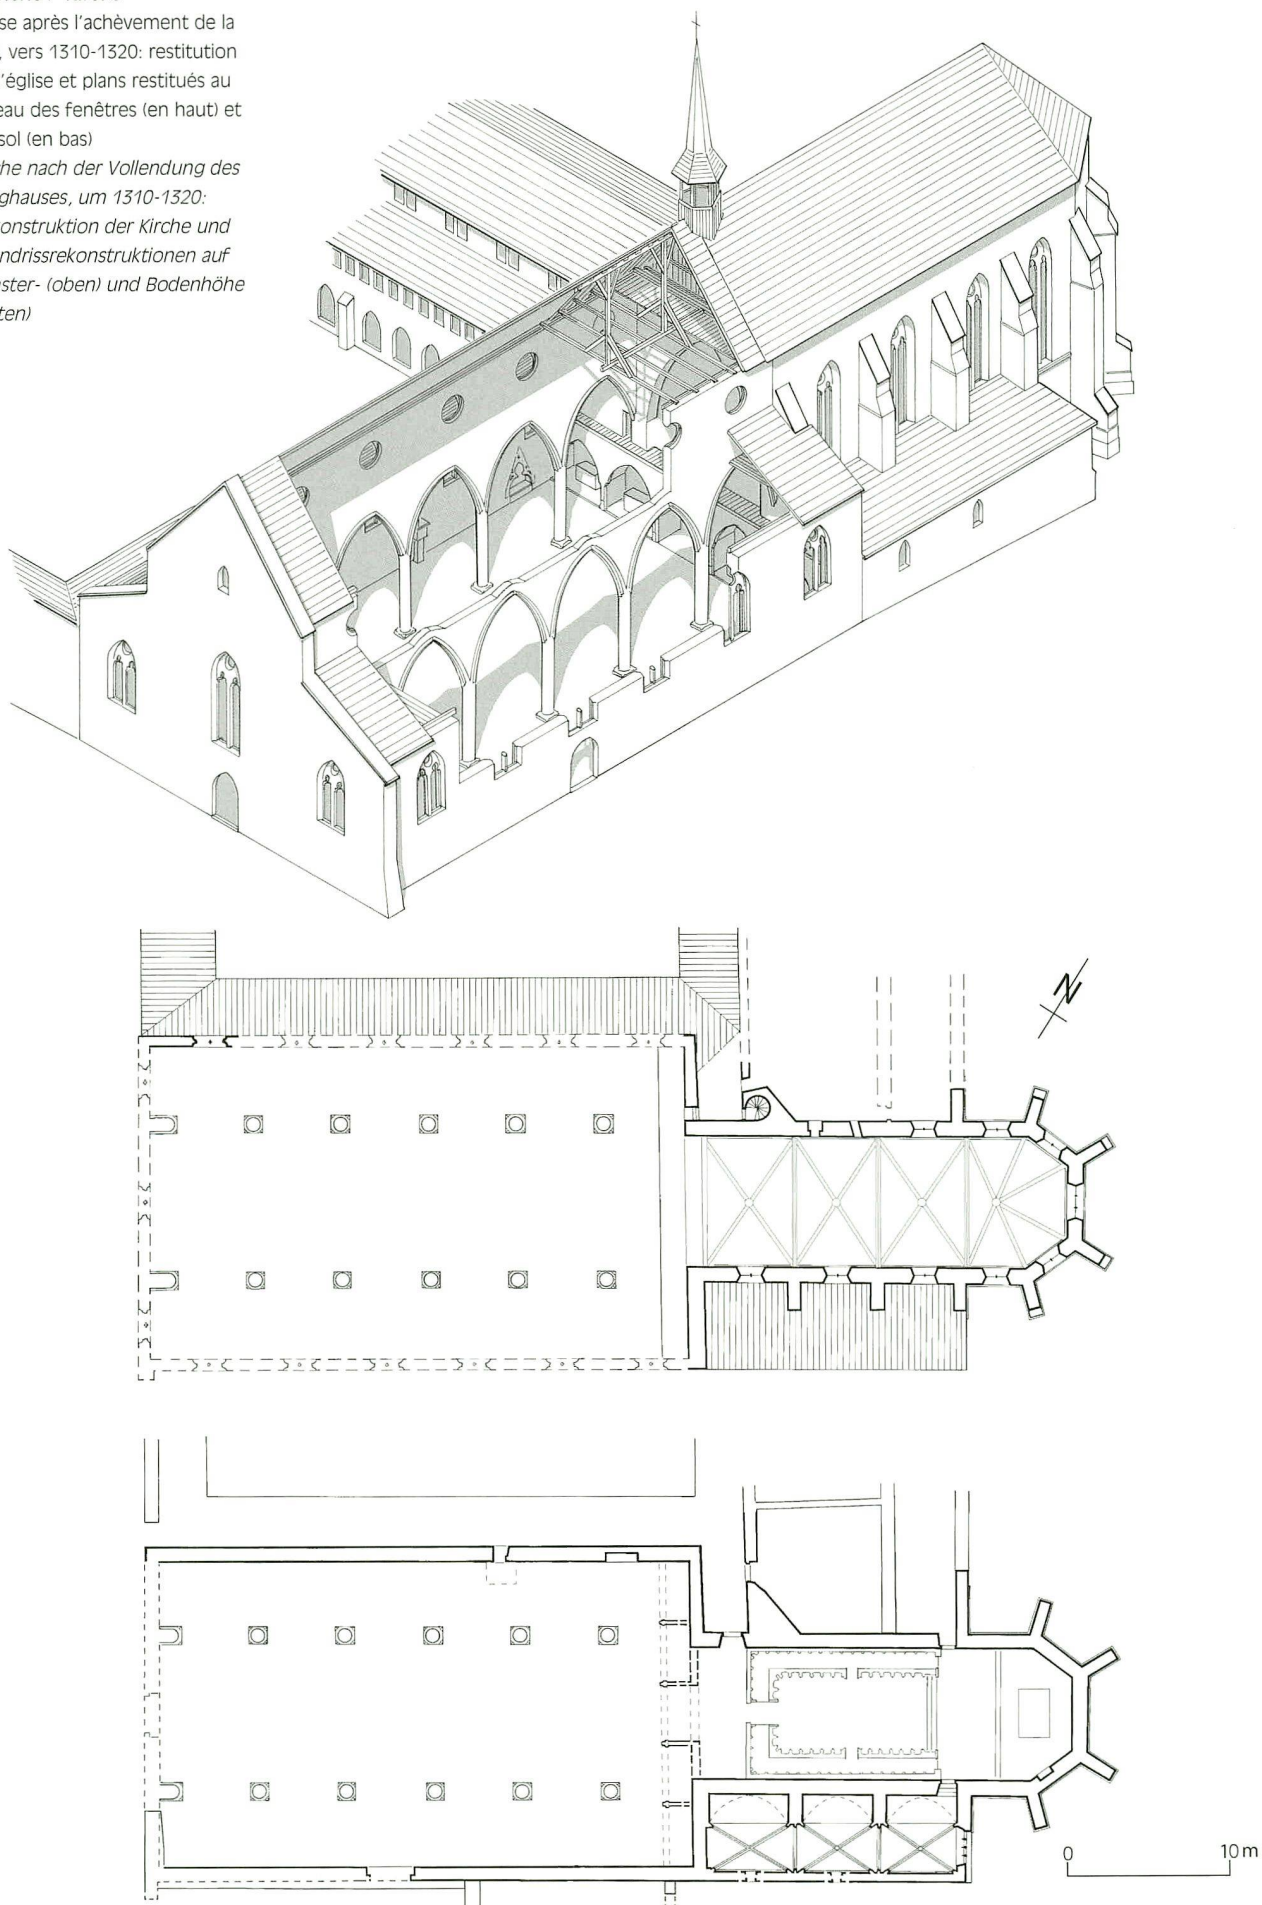 se après l'achèvement de la
, vers 1310-1320: restitution
'église et plans restitués au
eau des fenêtres (en haut) et
sol (en bas)
che nach der Vollendung des
ghauses, um 1310-1320:
onstruktion der Kirche und
ndrissrekonstruktionen auf
ster- (oben) und Bodenhöhe
ten)
N
0 10 m